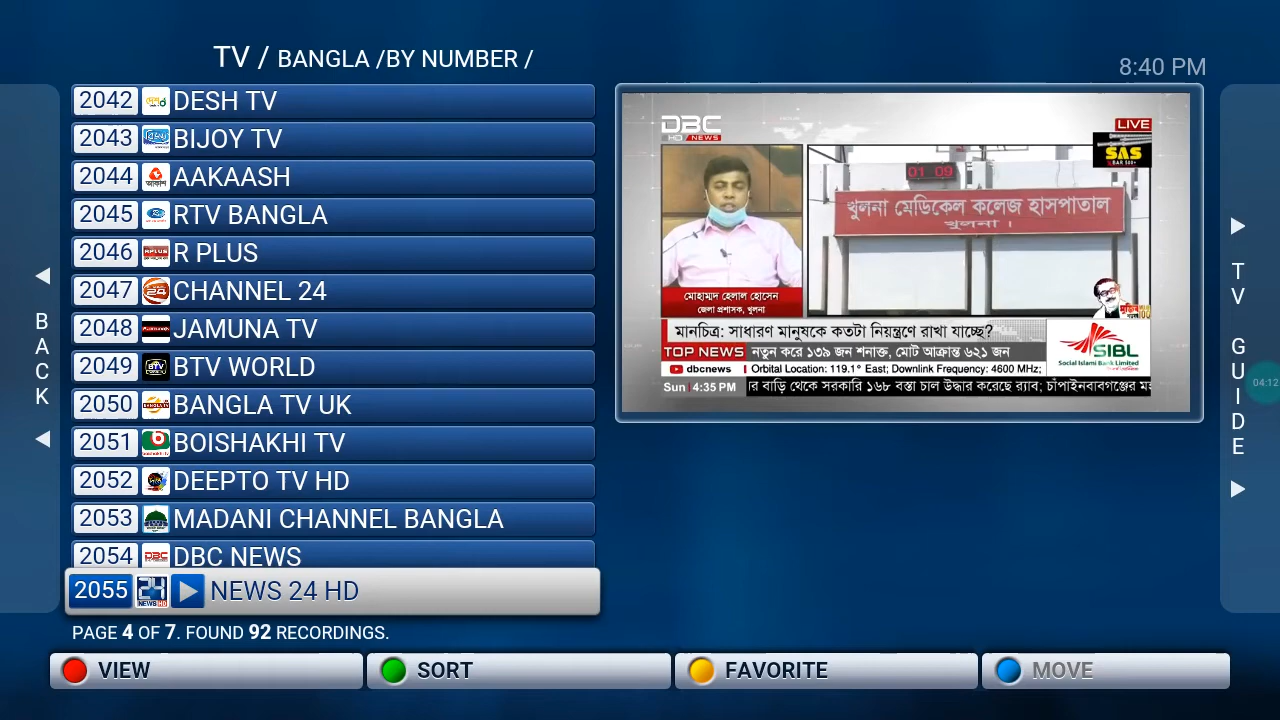 TV / BANGLA /BY NUMBER /
8:40 PM
2042 DESH TV
2043 BIJOY TV
2044 AAKAASH
2045 RTV BANGLA
2046 R PLUS
2047 CHANNEL 24
2048 JAMUNA TV
2049 BTV WORLD
2050 BANGLA TV UK
2051 BOISHAKHI TV
2052 DEEPTO TV HD
2053 MADANI CHANNEL BANGLA
2054 DBC NEWS
2055 24 NEWS HD NEWS 24 HD
PAGE 4 OF 7. FOUND 92 RECORDINGS.
VIEW
SORT
FAVORITE
MOVE
BACK
DBC
HD NEWS
LIVE
SAS
01 09
খুলনা মেডিকেল কলেজ হাসপাতাল
খুলনা ।
মোহাম্মদ হেলাল হোসেন
জেলা প্রশাসক, খুলনা
মানচিত্র: সাধারণ মানুষকে কতটা নিয়ন্ত্রণে রাখা যাচ্ছে?
TOP NEWS নতুন করে ১৩৯ জন শনাক্ত, মোট আক্রান্ত ৬২১ জন
dbcnews Orbital Location: 119.1° East; Downlink Frequency: 4600 MHz;
Sun 4:35 PM র বাড়ি থেকে সরকারি ১৬৮ বস্তা চাল উদ্ধার করেছে র‍্যাব; চাঁপাইনবাবগঞ্জের
SIBL
Social Islami Bank Limited
TV GUIDE
04:12